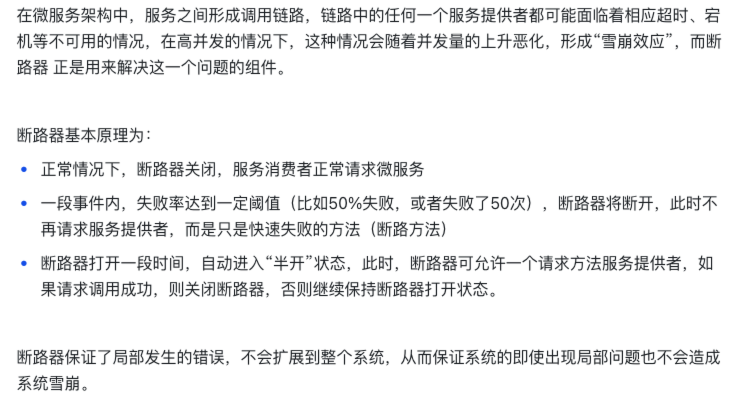 在微服务架构中，服务之间形成调用链路，链路中的任何一个服务提供者都可能面临着相应超时、宕
机等不可用的情况，在高并发的情况下，这种情况会随着并发量的上升恶化，形成“雪崩效应”，而断
路器 正是用来解决这一个问题的组件。
断路器基本原理为：
• 正常情况下，断路器关闭，服务消费者正常请求微服务
• 一段事件内，失败率达到一定阈值（比如50%失败，或者失败了50次），断路器将断开，此时不
再请求服务提供者，而是只是快速失败的方法（断路方法）
• 断路器打开一段时间，自动进入“半开”状态，此时，断路器可允许一个请求方法服务提供者，如
果请求调用成功，则关闭断路器，否则继续保持断路器打开状态。
断路器保证了局部发生的错误，不会扩展到整个系统，从而保证系统的即使出现局部问题也不会造成
系统雪崩。